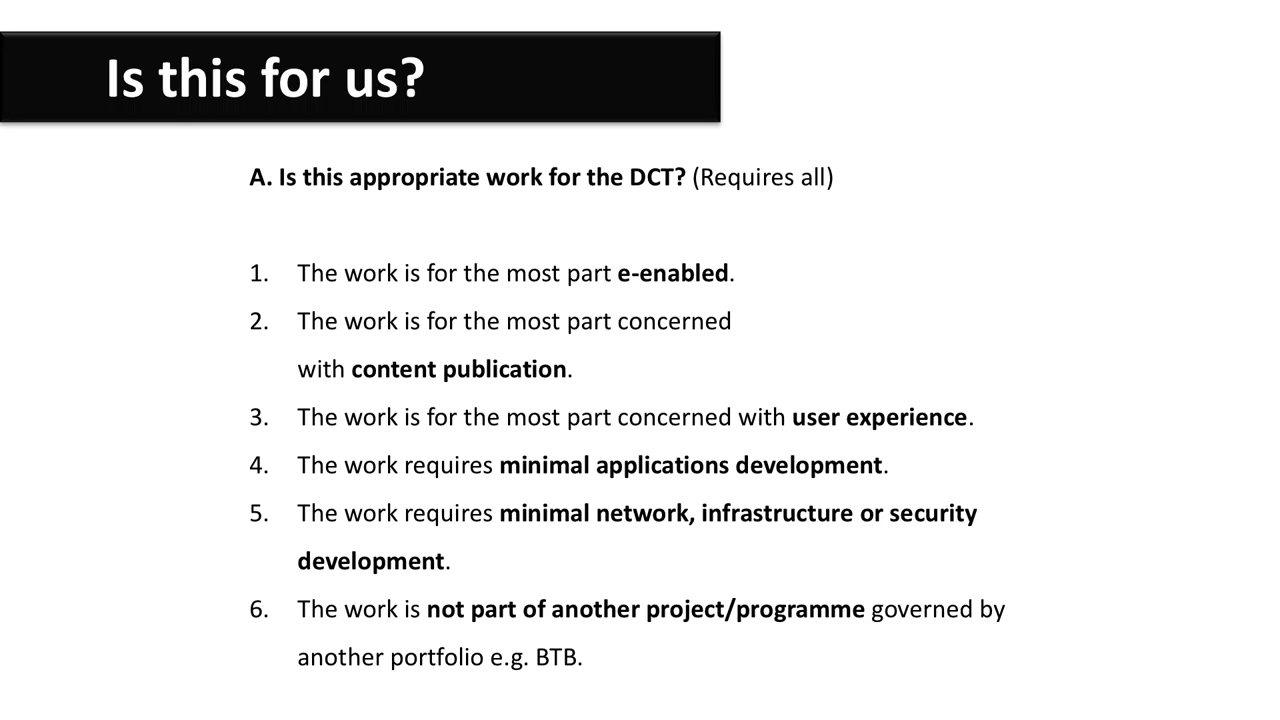 Is this for us?
A. Is this appropriate work for the DCT? (Requires all)
1. The work is for the most part e-enabled.
2. The work is for the most part concerned
with content publication.
3. The work is for the most part concerned with user experience.
4. The work requires minimal applications development.
5. The work requires minimal network, infrastructure or security
development.
6. The work is not part of another project/programme governed by
another portfolio e.g. BTB.